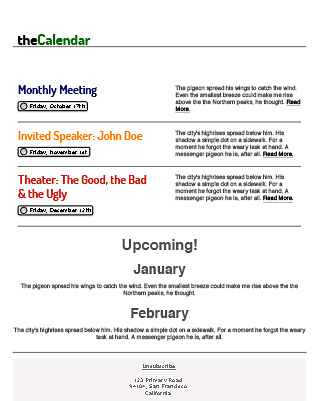 theCalendar
Monthly Meeting
Friday, October 17th
The pigeon spread his wings to catch the wind.
Even the smallest breeze could make me rise
above the the Northern peaks, he thought. Read
More.
Invited Speaker: John Doe
Friday, November 1st
The city's highrises spread below him. His
shadow a simple dot on a sidewalk. For a
moment he forgot the weary task at hand. A
messenger pigeon he is, after all. Read More.
Theater: The Good, the Bad
& the Ugly
Friday, December 12th
The city's highrises spread below him. His
shadow a simple dot on a sidewalk. For a
moment he forgot the weary task at hand. A
messenger pigeon he is, after all. Read More.
Upcoming!
January
The pigeon spread his wings to catch the wind. Even the smallest breeze could make me rise above the the
Northern peaks, he thought.
February
The city's highrises spread below him. His shadow a simple dot on a sidewalk. For a moment he forgot the weary
task at hand. A messenger pigeon he is, after all.
Unsubscribe
123 Primary Road
94104, San Francisco
California